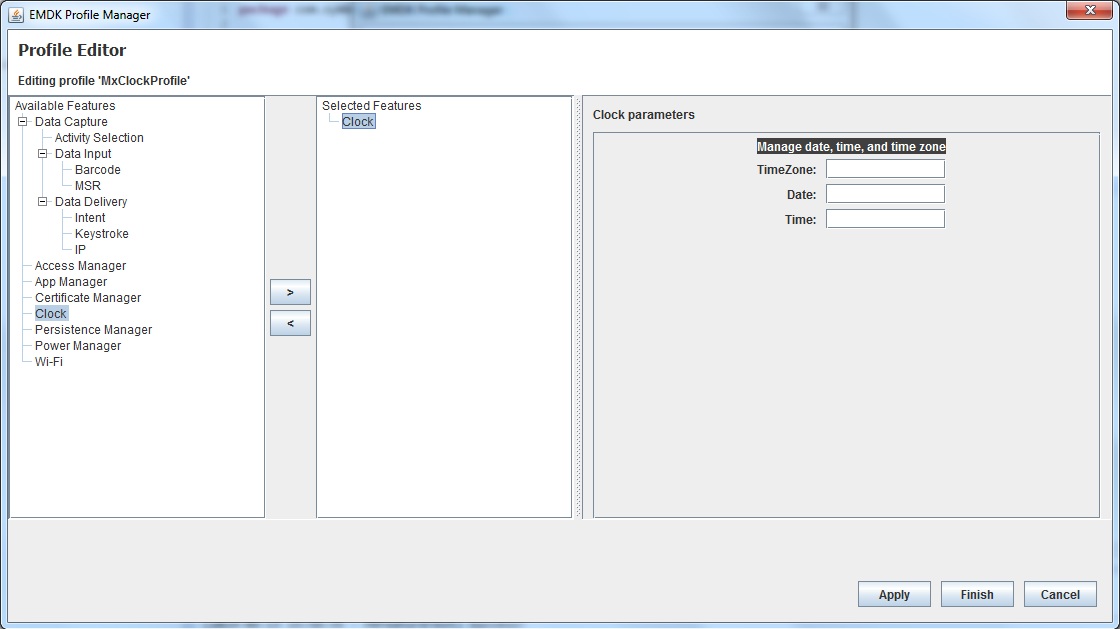 EMDK Profile Manager
Profile Editor
Editing profile 'MxClockProfile'
Available Features
Data Capture
Activity Selection
Data Input
Barcode
MSR
Data Delivery
Intent
Keystroke
IP
Access Manager
App Manager
Certificate Manager
Clock
Persistence Manager
Power Manager
Wi-Fi
>
<
Selected Features
Clock
Clock parameters
Manage date, time, and time zone
TimeZone:
Date:
Time:
Apply Finish Cancel